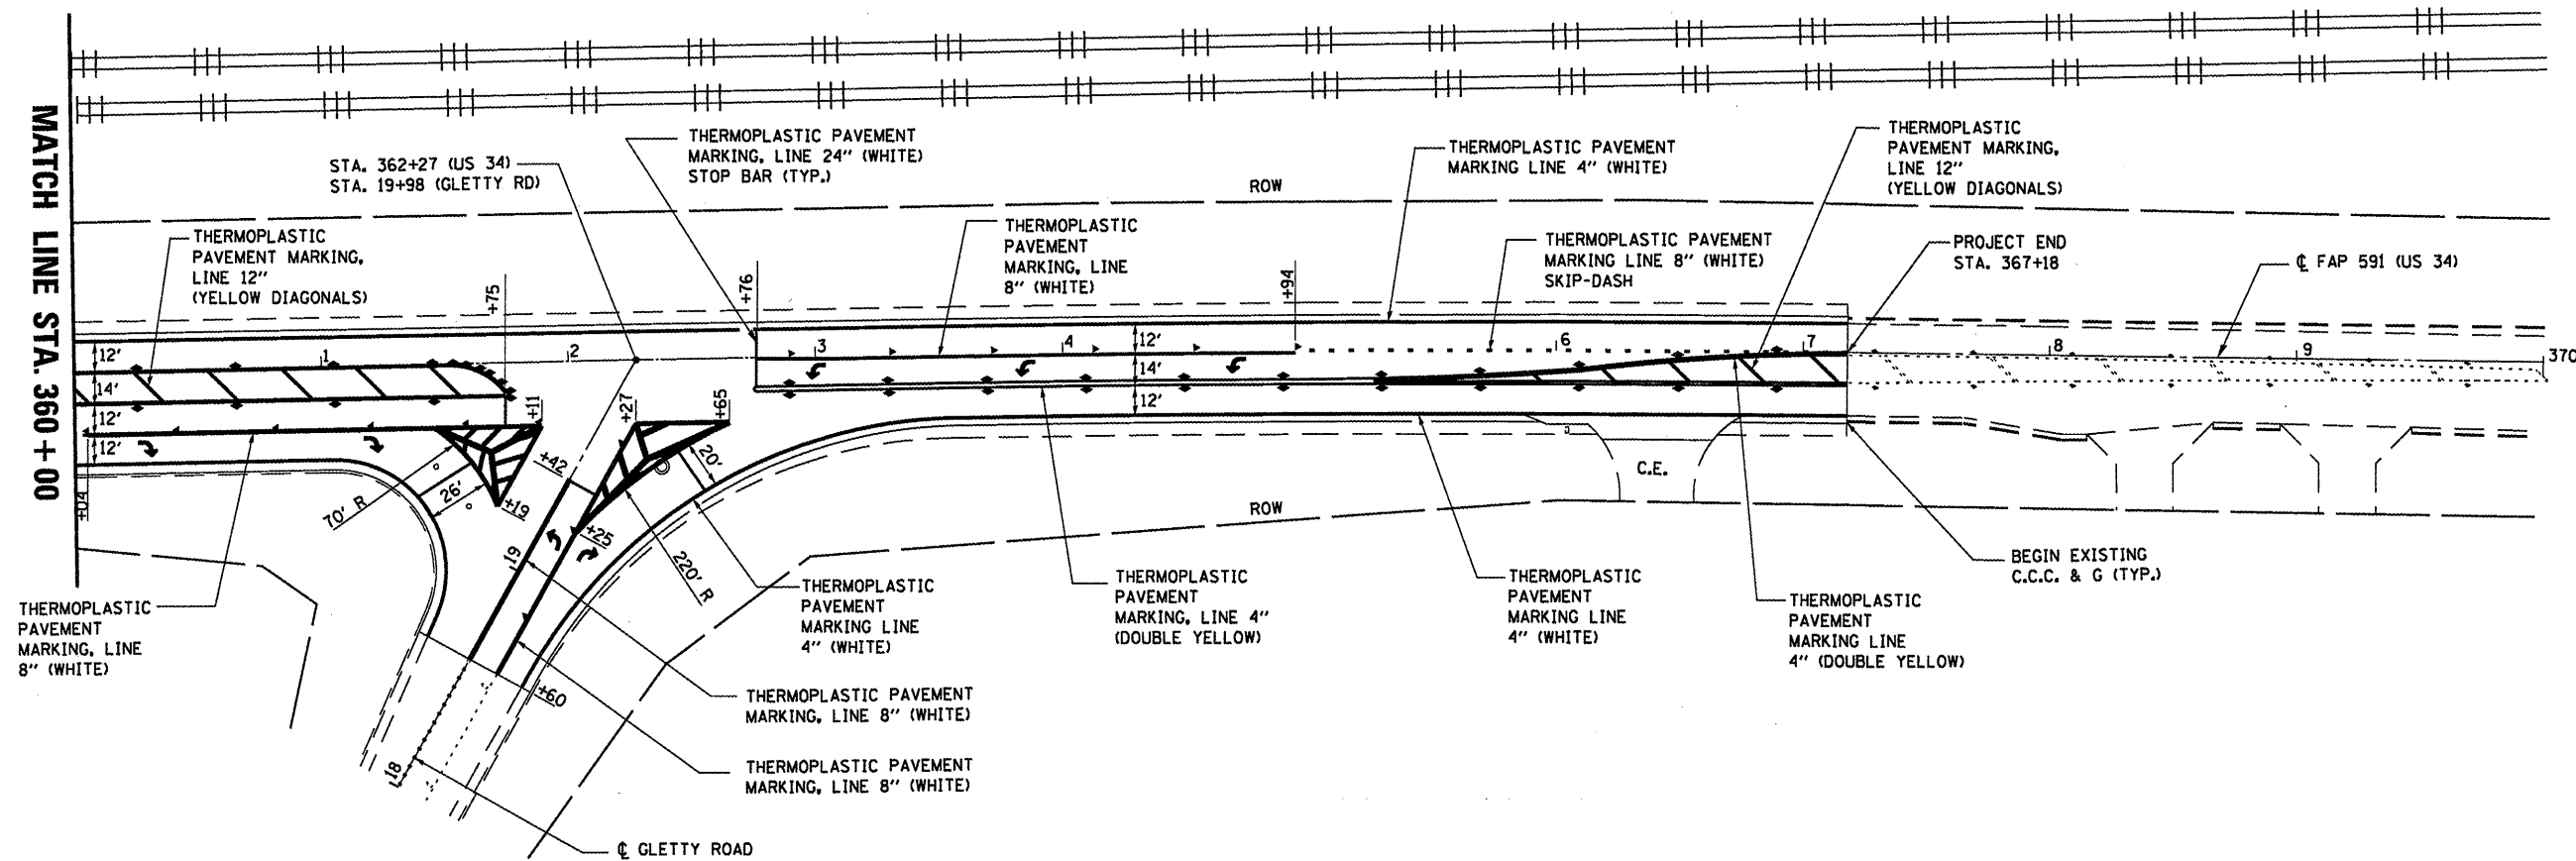 MATCH LINE STA. 360+00
STA. 362+27 (US 34)
STA. 19+98 (GLETTY RD)
THERMOPLASTIC PAVEMENT
MARKING, LINE 24" (WHITE)
STOP BAR (TYP.)
THERMOPLASTIC PAVEMENT
MARKING LINE 4" (WHITE)
THERMOPLASTIC
PAVEMENT MARKING,
LINE 12"
(YELLOW DIAGONALS)
ROW
THERMOPLASTIC
PAVEMENT MARKING,
LINE 12"
(YELLOW DIAGONALS)
THERMOPLASTIC
PAVEMENT
MARKING, LINE
8" (WHITE)
THERMOPLASTIC PAVEMENT
MARKING LINE 8" (WHITE)
SKIP-DASH
PROJECT END
STA. 367+18
℄ FAP 591 (US 34)
+75
+76
+94
12'
14'
12'
12'
1
2
3
4
6
7
8
9
370
12'
14'
12'
+04
+11
+27
+65
+42
+19
+25
20'
26'
70' R
220' R
19
18
+60
C.E.
ROW
BEGIN EXISTING
C.C.C. & G (TYP.)
THERMOPLASTIC
PAVEMENT
MARKING, LINE
8" (WHITE)
THERMOPLASTIC
PAVEMENT
MARKING LINE
4" (WHITE)
THERMOPLASTIC
PAVEMENT
MARKING, LINE 4"
(DOUBLE YELLOW)
THERMOPLASTIC
PAVEMENT
MARKING LINE
4" (WHITE)
THERMOPLASTIC
PAVEMENT
MARKING LINE
4" (DOUBLE YELLOW)
THERMOPLASTIC PAVEMENT
MARKING, LINE 8" (WHITE)
THERMOPLASTIC PAVEMENT
MARKING, LINE 8" (WHITE)
℄ GLETTY ROAD